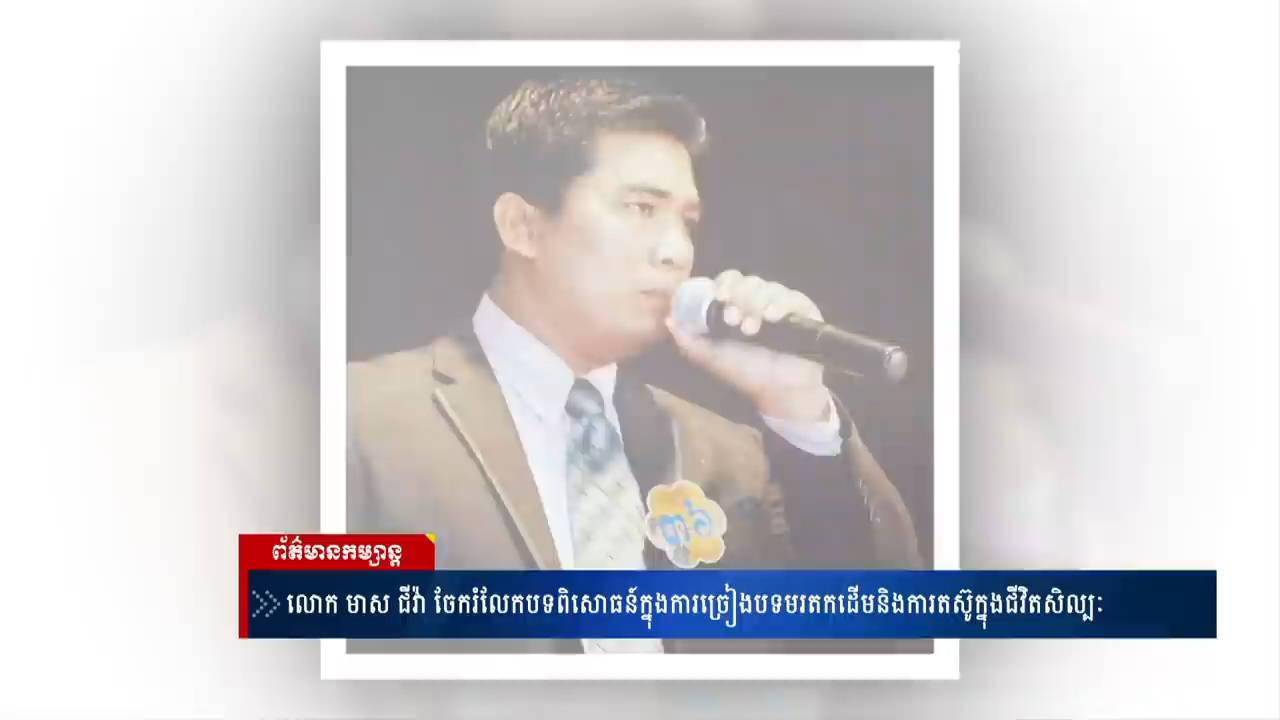 ព័ត៌មានកម្សាន្ត
លោក មាស ជីវ៉ា ចែករំលែកបទពិសោធន៍ក្នុងការច្រៀងបទមរតកដើមនិងការតស៊ូក្នុងជីវិតសិល្បៈ